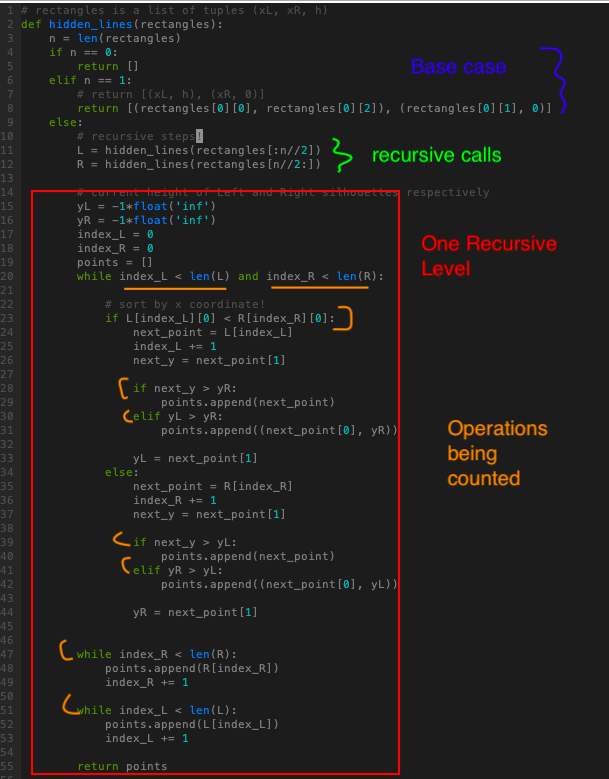 1 # rectangles is a list of tuples (xL, xR, h)
2 def hidden_lines(rectangles):
3     n = len(rectangles)
4     if n == 0:
5         return []
6     elif n == 1:
7         # return [(xL, h), (xR, 0)]
8         return [(rectangles[0][0], rectangles[0][2]), (rectangles[0][1], 0)]
Base case
9     else:
10         # recursive steps!
11         L = hidden_lines(rectangles[:n//2])
12         R = hidden_lines(rectangles[n//2:])
recursive calls
13
14         # current height of Left and Right silhouettes respectively
15         yL = -1*float('inf')
16         yR = -1*float('inf')
17         index_L = 0
18         index_R = 0
19         points = []
20         while index_L < len(L) and index_R < len(R):
One Recursive
Level
21
22             # sort by x coordinate!
23             if L[index_L][0] < R[index_R][0]:
24                 next_point = L[index_L]
25                 index_L += 1
26                 next_y = next_point[1]
27
28                 if next_y > yR:
29                     points.append(next_point)
30                 elif yL > yR:
31                     points.append((next_point[0], yR))
32
33                 yL = next_point[1]
Operations
being
counted
34             else:
35                 next_point = R[index_R]
36                 index_R += 1
37                 next_y = next_point[1]
38
39                 if next_y > yL:
40                     points.append(next_point)
41                 elif yR > yL:
42                     points.append((next_point[0], yL))
43
44                 yR = next_point[1]
45
46
47         while index_R < len(R):
48             points.append(R[index_R])
49             index_R += 1
50
51         while index_L < len(L):
52             points.append(L[index_L])
53             index_L += 1
54
55         return points